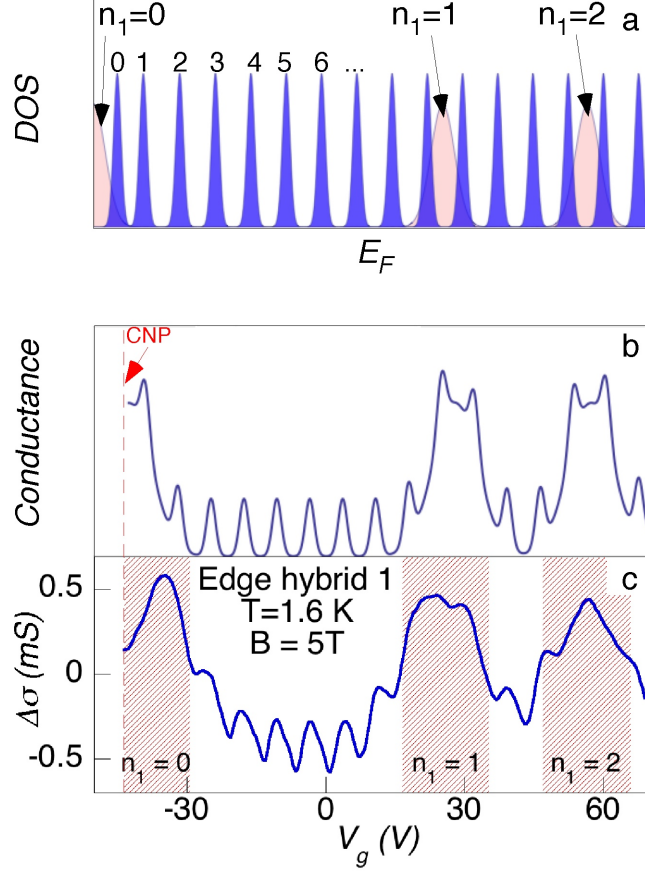 n1=0 n1=1 n1=2 a
0 1 2 3 4 5 6 ...
DOS
EF
CNP
b
Conductance
c
Edge hybrid 1
T=1.6 K
B = 5T
0.5
0
-0.5
Δσ (mS)
n1 = 0 n1 = 1 n1 = 2
-30 0 30 60
Vg (V)